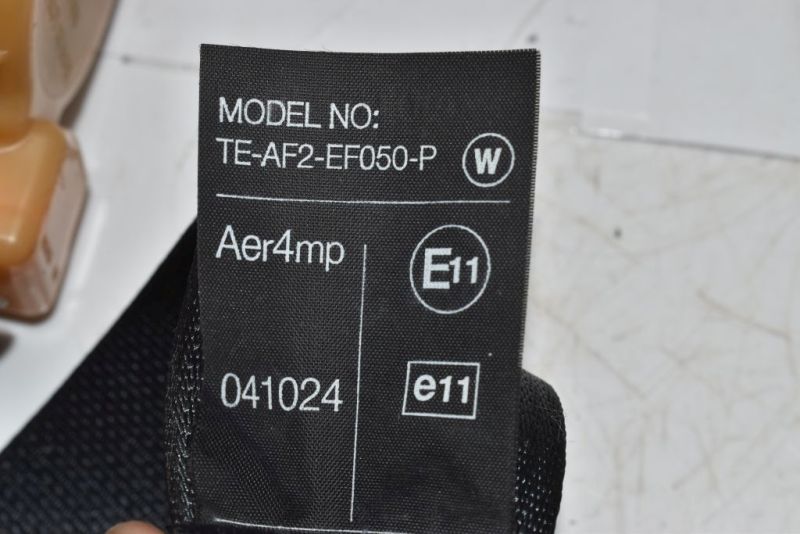 MODEL NO:
TE-AF2-EF050-P W
Aer4mp E11
041024 e11